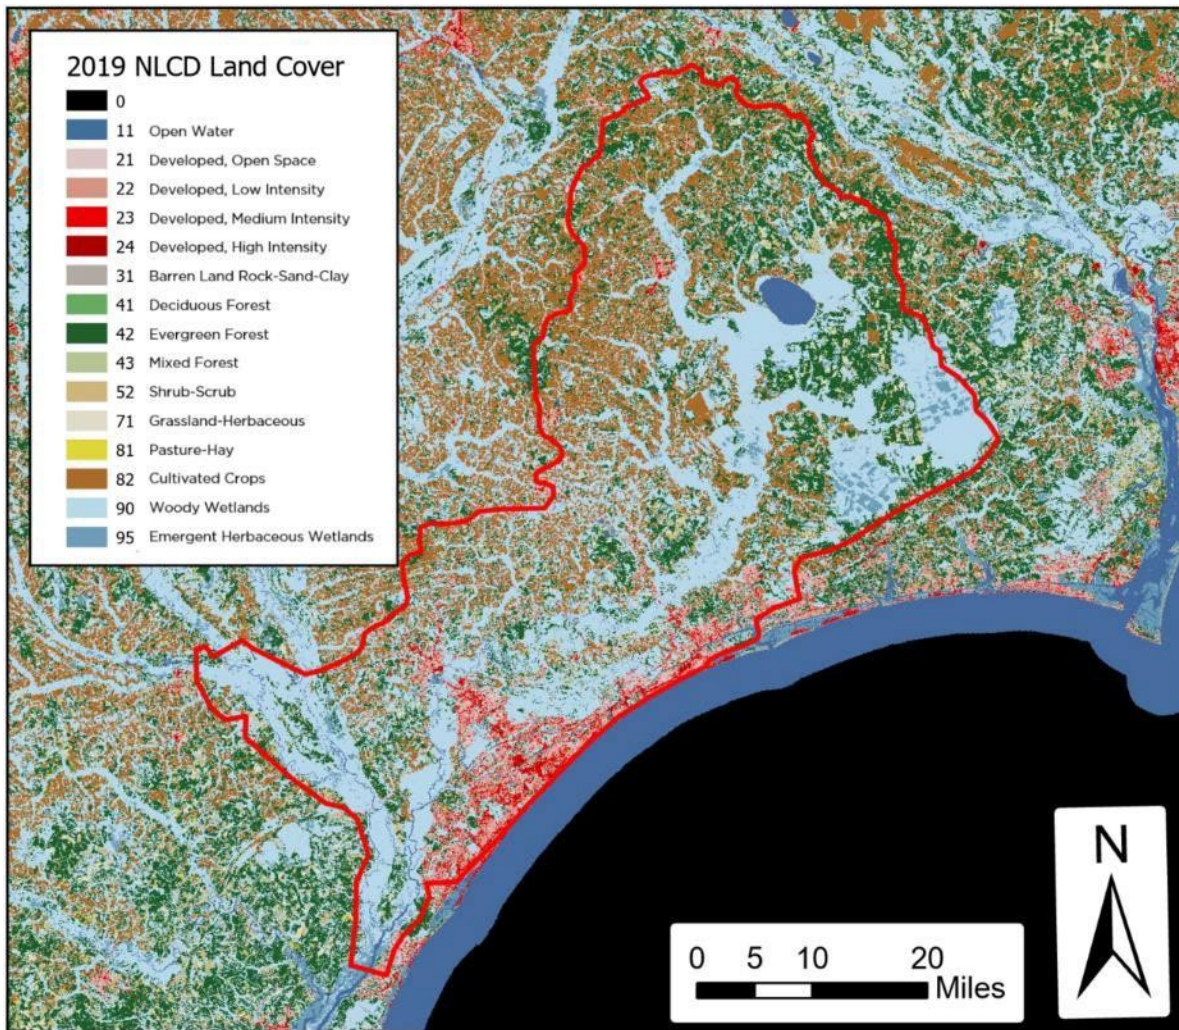 2019 NLCD Land Cover
0
11 Open Water
21 Developed, Open Space
22 Developed, Low Intensity
23 Developed, Medium Intensity
24 Developed, High Intensity
31 Barren Land Rock-Sand-Clay
41 Deciduous Forest
42 Evergreen Forest
43 Mixed Forest
52 Shrub-Scrub
71 Grassland-Herbaceous
81 Pasture-Hay
82 Cultivated Crops
90 Woody Wetlands
95 Emergent Herbaceous Wetlands
N
0 5 10 20
Miles